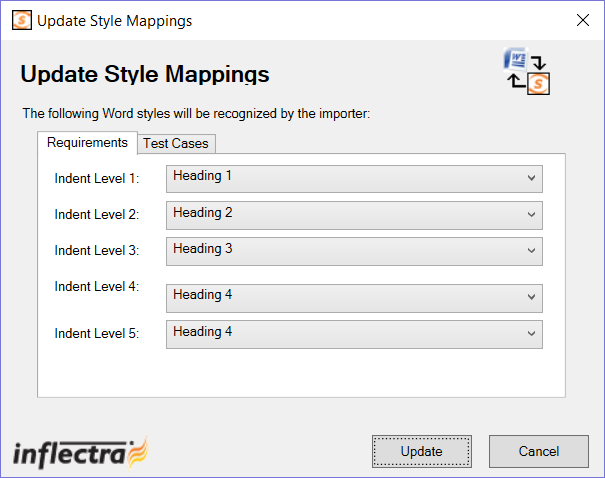 Update Style Mappings
Update Style Mappings
The following Word styles will be recognized by the importer:
Requirements Test Cases
Indent Level 1: Heading 1
Indent Level 2: Heading 2
Indent Level 3: Heading 3
Indent Level 4: Heading 4
Indent Level 5: Heading 4
inflectra Update Cancel